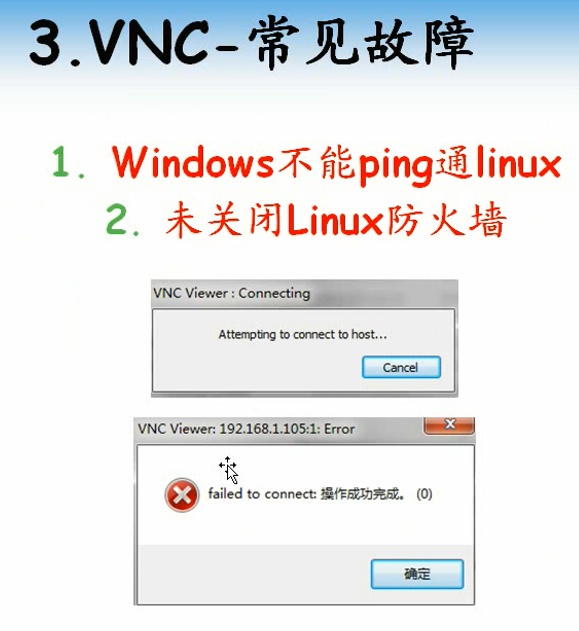 3.VNC-常见故障
1. Windows不能ping通linux
2. 未关闭Linux防火墙
VNC Viewer : Connecting
Attempting to connect to host...
Cancel
VNC Viewer: 192.168.1.105:1: Error
failed to connect: 操作成功完成。 (0)
确定